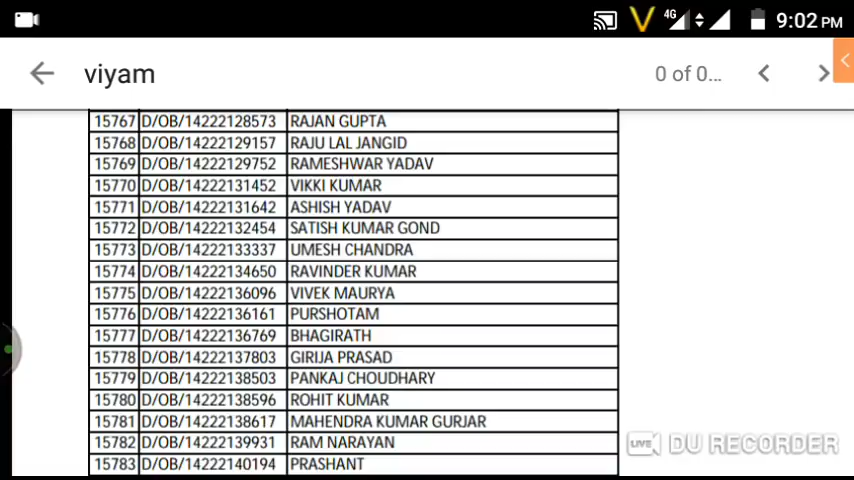 4G 9:02 PM
viyam 0 of 0...
15767 D/OB/14222128573 RAJAN GUPTA
15768 D/OB/14222129157 RAJU LAL JANGID
15769 D/OB/14222129752 RAMESHWAR YADAV
15770 D/OB/14222131452 VIKKI KUMAR
15771 D/OB/14222131642 ASHISH YADAV
15772 D/OB/14222132454 SATISH KUMAR GOND
15773 D/OB/14222133337 UMESH CHANDRA
15774 D/OB/14222134650 RAVINDER KUMAR
15775 D/OB/14222136096 VIVEK MAURYA
15776 D/OB/14222136161 PURSHOTAM
15777 D/OB/14222136769 BHAGIRATH
15778 D/OB/14222137803 GIRIJA PRASAD
15779 D/OB/14222138503 PANKAJ CHOUDHARY
15780 D/OB/14222138596 ROHIT KUMAR
15781 D/OB/14222138617 MAHENDRA KUMAR GURJAR
15782 D/OB/14222139931 RAM NARAYAN
15783 D/OB/14222140194 PRASHANT
LIVE DU RECORDER